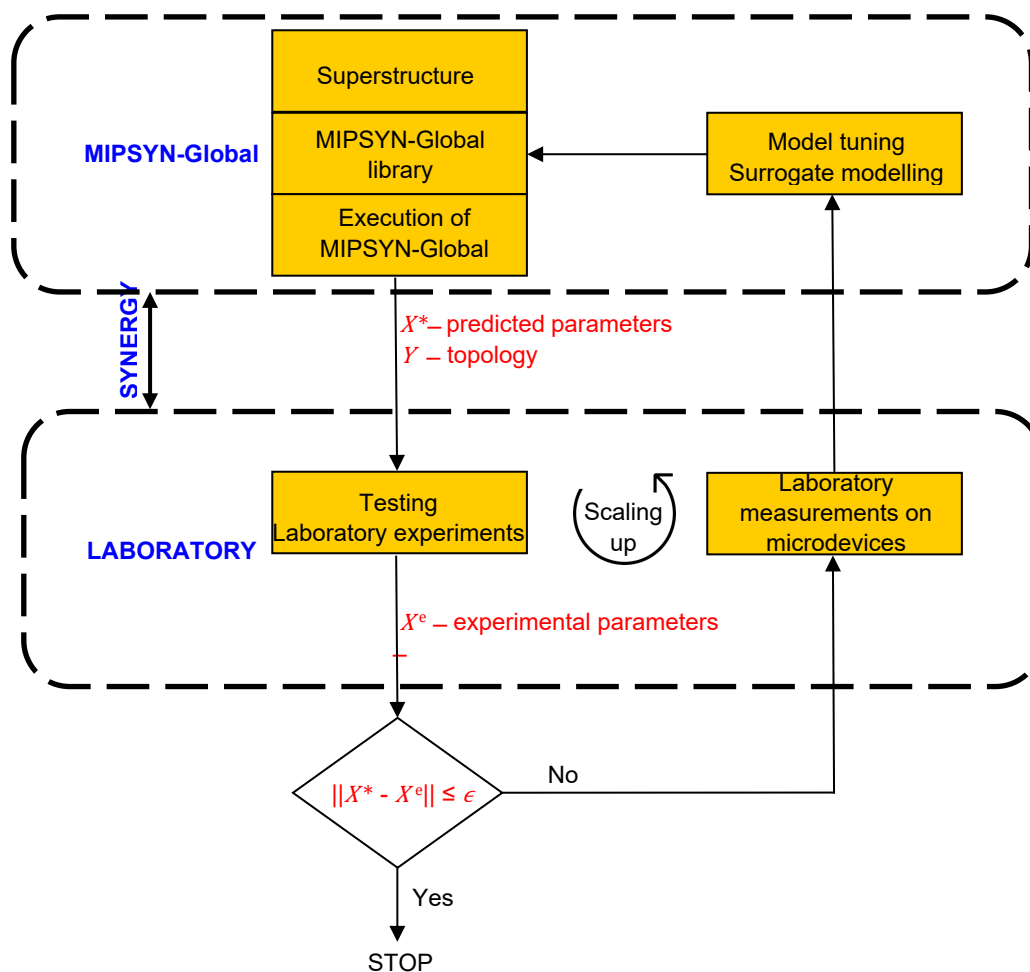 Superstructure
MIPSYN-Global
MIPSYN-Global
library
Execution of
MIPSYN-Global
Model tuning
Surrogate modelling
SYNERGY
X* – predicted parameters
Y – topology
LABORATORY
Testing
Laboratory experiments
Scaling
up
Laboratory
measurements on
microdevices
Xᵉ – experimental parameters
–
||X* - Xᵉ|| ≤ ϵ
No
Yes
STOP